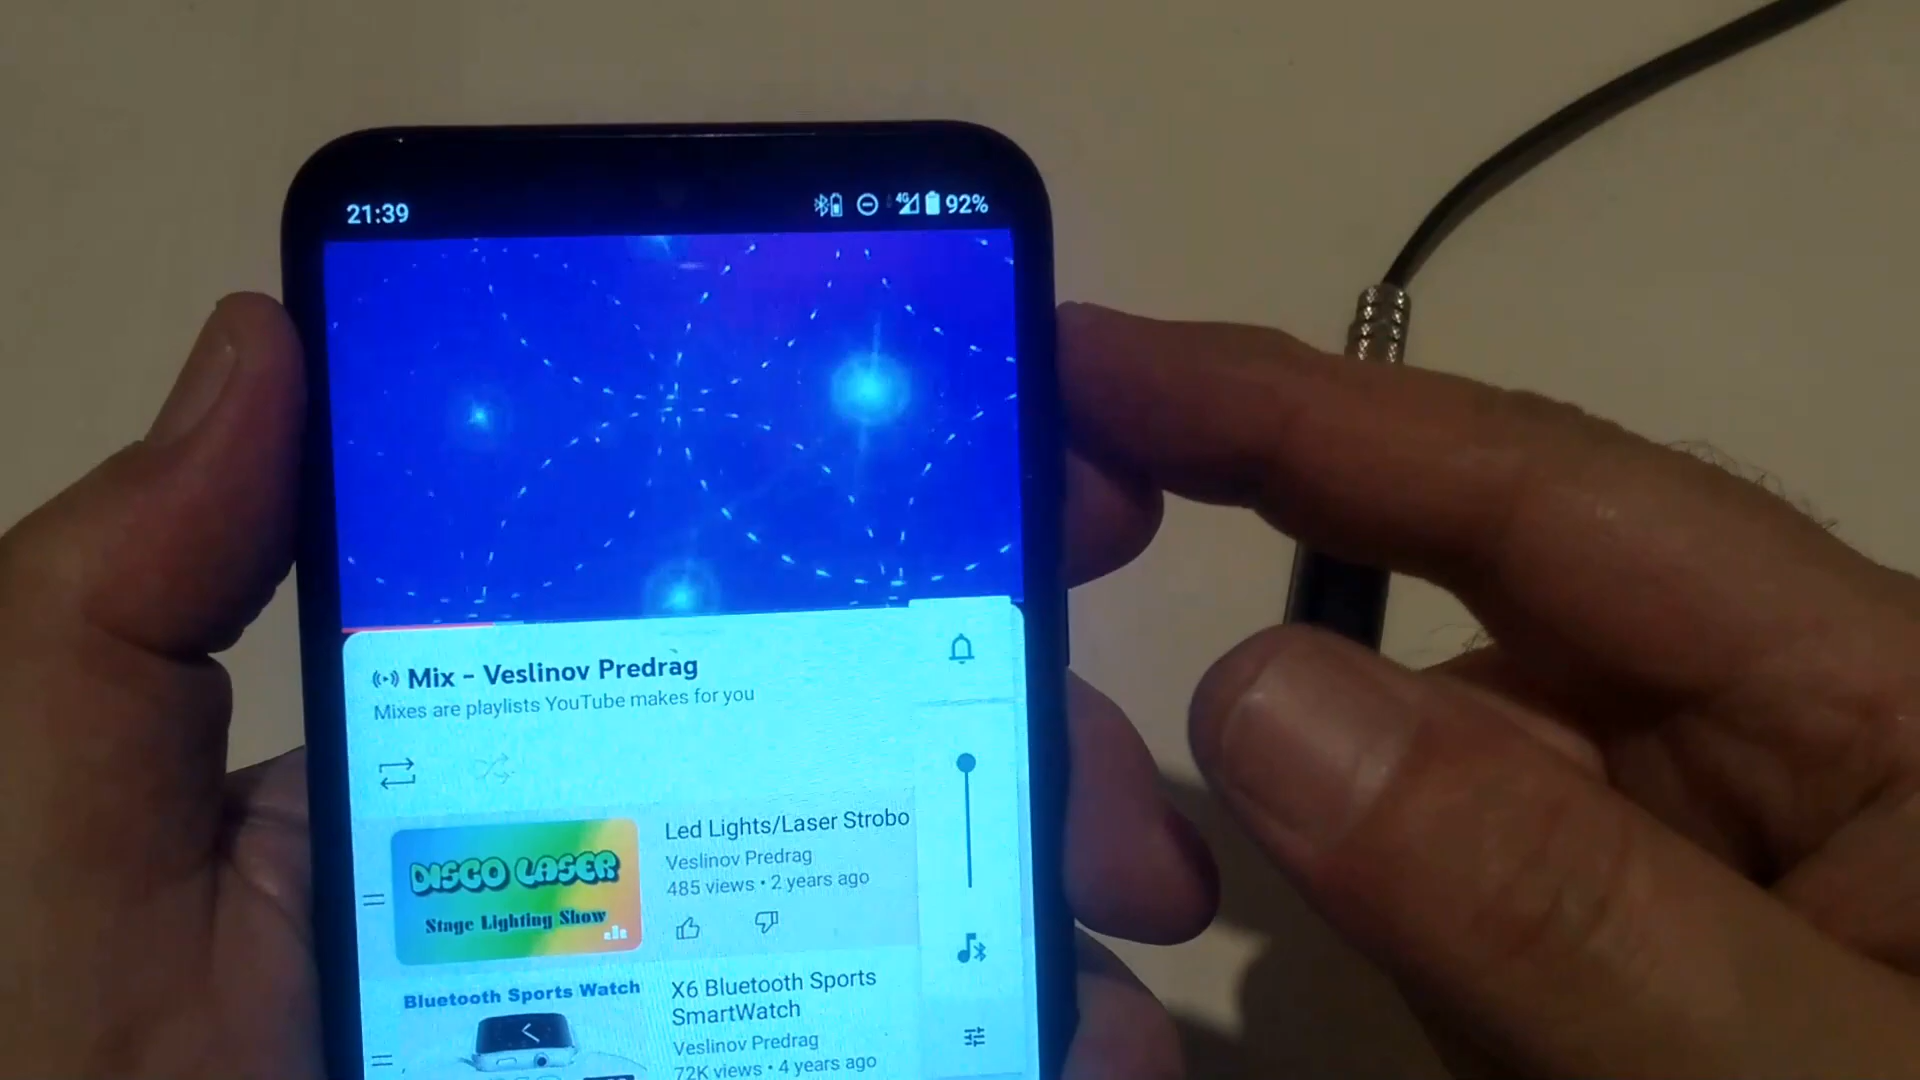 21:39
4G 92%
Mix - Veslinov Predrag
Mixes are playlists YouTube makes for you
DISCO LASER
Stage Lighting Show
Led Lights/Laser Strobo
Veslinov Predrag
485 views • 2 years ago
Bluetooth Sports Watch
X6 Bluetooth Sports
SmartWatch
Veslinov Predrag
72K views • 4 years ago